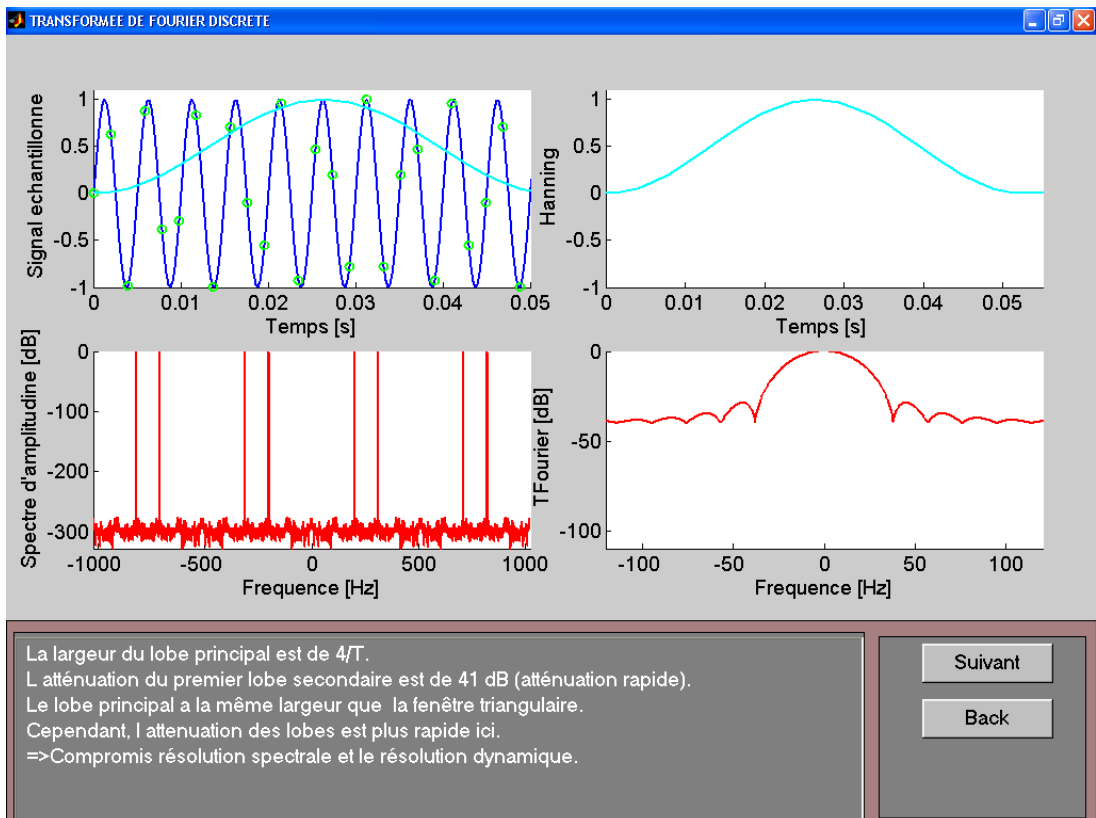 TRANSFORMEE DE FOURIER DISCRETE
Signal echantillonne
1
0.5
0
-0.5
-1
0 0.01 0.02 0.03 0.04 0.05
Temps [s]
Hanning
1
0.5
0
-0.5
-1
0 0.01 0.02 0.03 0.04 0.05
Temps [s]
Spectre d'amplitudine [dB]
0
-100
-200
-300
-1000 -500 0 500 1000
Frequence [Hz]
TFourier [dB]
0
-50
-100
-100 -50 0 50 100
Frequence [Hz]
La largeur du lobe principal est de 4/T.
L atténuation du premier lobe secondaire est de 41 dB (atténuation rapide).
Le lobe principal a la même largeur que la fenêtre triangulaire.
Cependant, l attenuation des lobes est plus rapide ici.
=>Compromis résolution spectrale et le résolution dynamique.
Suivant
Back